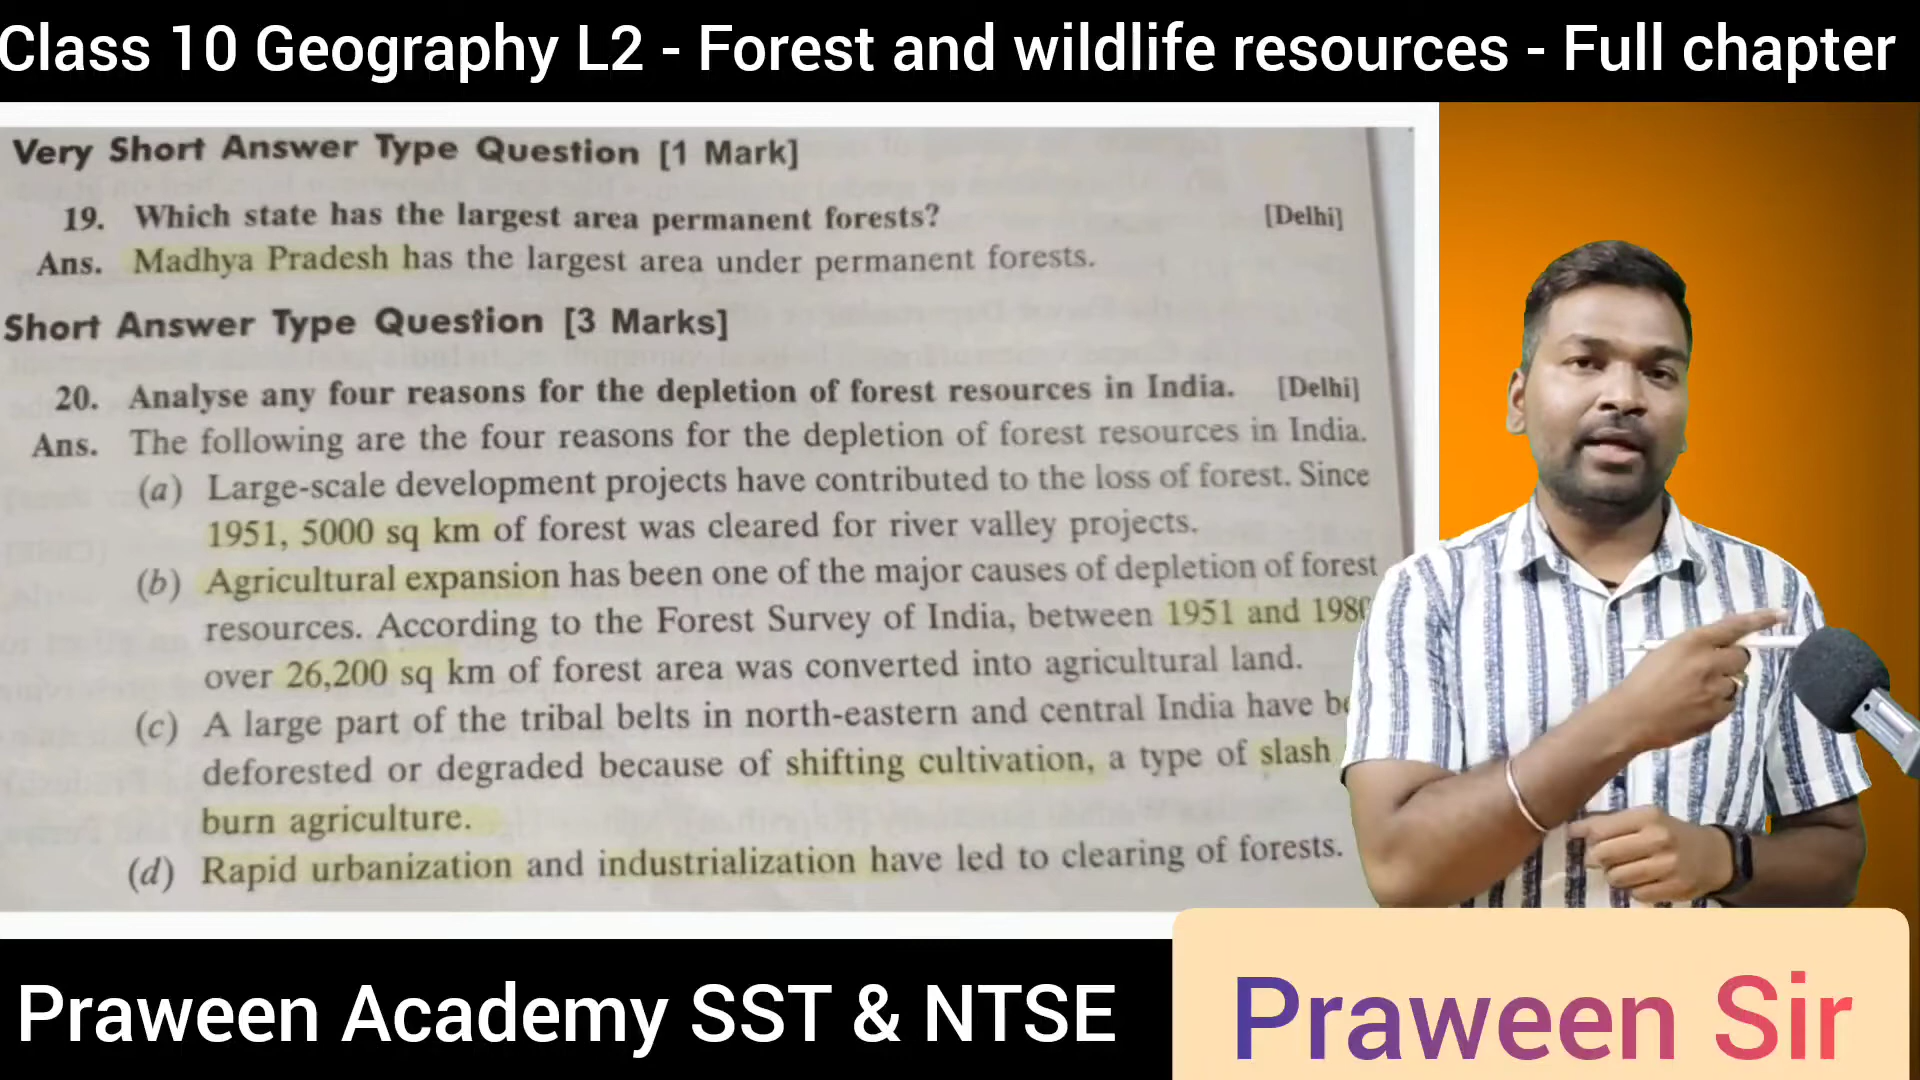 Class 10 Geography L2 - Forest and wildlife resources - Full chapter
Very Short Answer Type Question [1 Mark]
19. Which state has the largest area permanent forests? [Delhi]
Ans. Madhya Pradesh has the largest area under permanent forests.
Short Answer Type Question [3 Marks]
20. Analyse any four reasons for the depletion of forest resources in India. [Delhi]
Ans. The following are the four reasons for the depletion of forest resources in India.
(a) Large-scale development projects have contributed to the loss of forest. Since
1951, 5000 sq km of forest was cleared for river valley projects.
(b) Agricultural expansion has been one of the major causes of depletion of forest
resources. According to the Forest Survey of India, between 1951 and 1980
over 26,200 sq km of forest area was converted into agricultural land.
(c) A large part of the tribal belts in north-eastern and central India have
deforested or degraded because of shifting cultivation, a type of slash
burn agriculture.
(d) Rapid urbanization and industrialization have led to clearing of forests.
Praween Academy SST & NTSE
Praween Sir